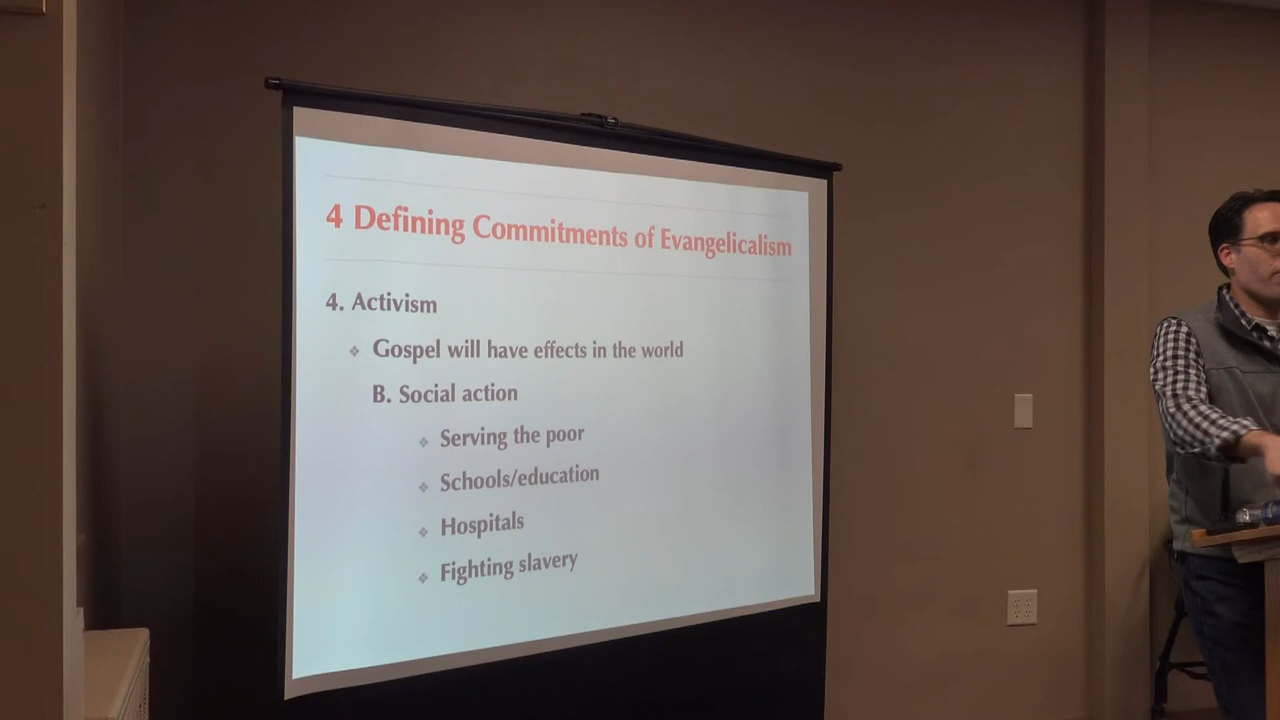 4 Defining Commitments of Evangelicalism
4. Activism
❖ Gospel will have effects in the world
B. Social action
❖ Serving the poor
❖ Schools/education
❖ Hospitals
❖ Fighting slavery